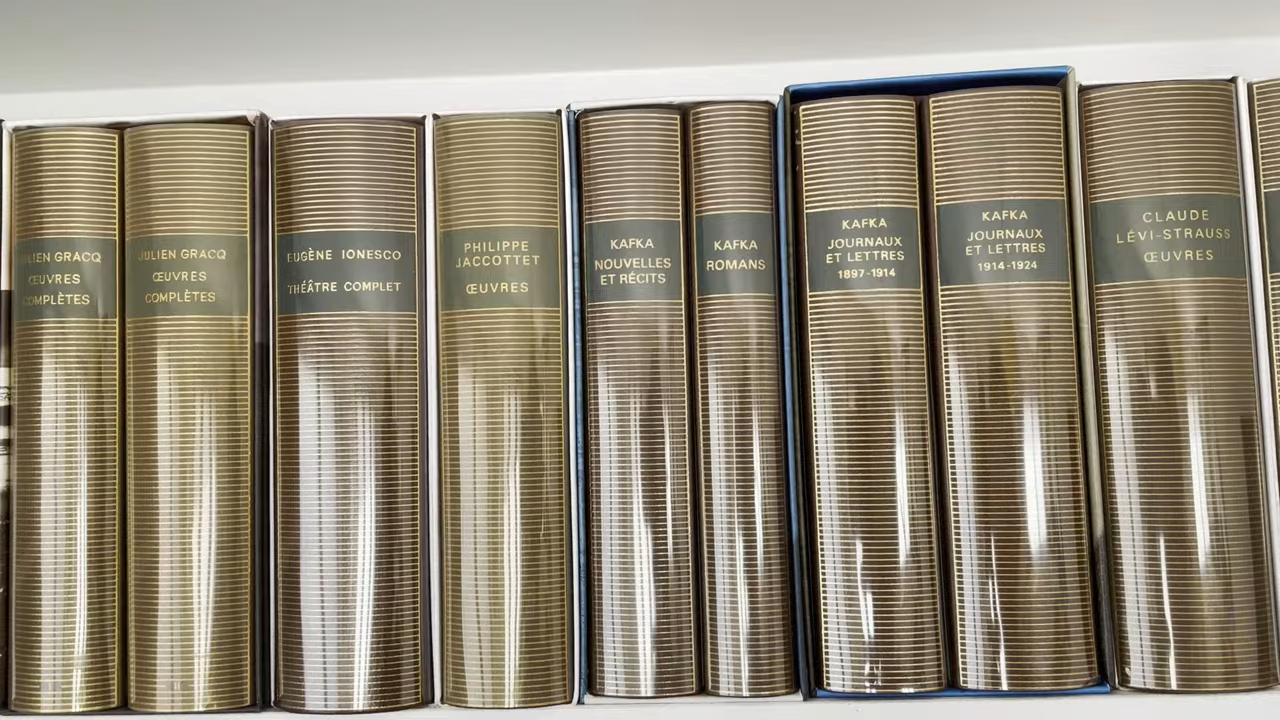 JULIEN GRACQ
ŒUVRES
COMPLÈTES
JULIEN GRACQ
ŒUVRES
COMPLÈTES
EUGÈNE IONESCO
THÉÂTRE COMPLET
PHILIPPE
JACCOTTET
ŒUVRES
KAFKA
NOUVELLES
ET RÉCITS
KAFKA
ROMANS
KAFKA
JOURNAUX
ET LETTRES
1897-1914
KAFKA
JOURNAUX
ET LETTRES
1914-1924
CLAUDE
LÉVI-STRAUSS
ŒUVRES